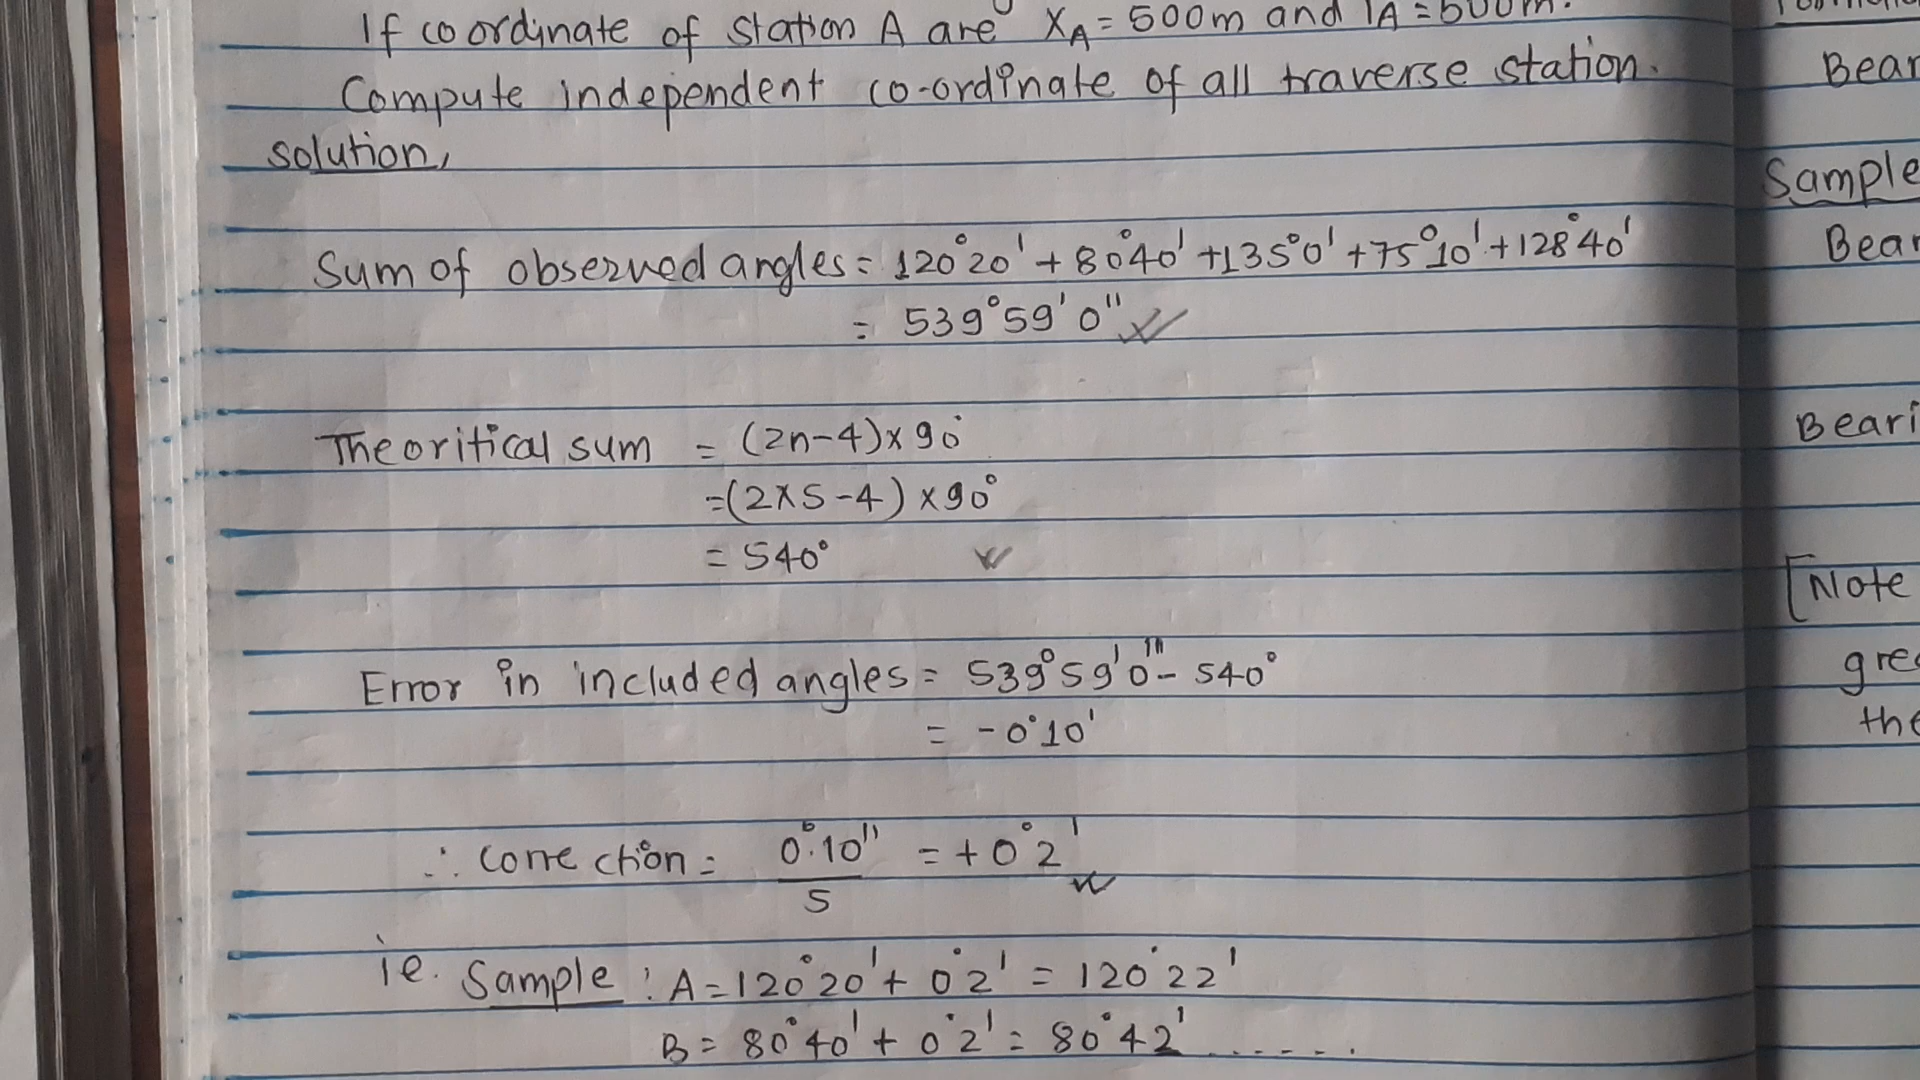 If coordinate of station A are X_A = 500m and
Compute independent co-ordinate of all traverse station.
solution,
Sum of observed angles = 120°20' + 80°40' + 135°0' + 75°10' + 128°40'
= 539°59'0"
Theoritical sum = (2n-4)x90°
=(2x5-4) x90°
= 540°
Error in included angles = 539°59'0"- 540°
= -0°10'
∴ correction = 0°.10" / 5 = +0°2'
ie. Sample : A = 120°20' + 0°2' = 120°22'
B = 80°40' + 0°2' = 80°42' ......
Bear
Sample
Bear
Beari
[Note
gre
the